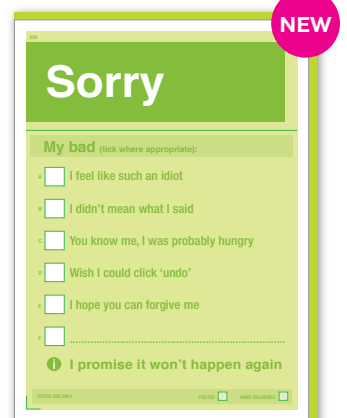 NEW
Sorry
My bad (tick where appropriate):
A I feel like such an idiot
B I didn't mean what I said
C You know me, I was probably hungry
D Wish I could click ‘undo’
E I hope you can forgive me
F
i I promise it won't happen again
OFFICE USE ONLY POSTED HAND DELIVERED